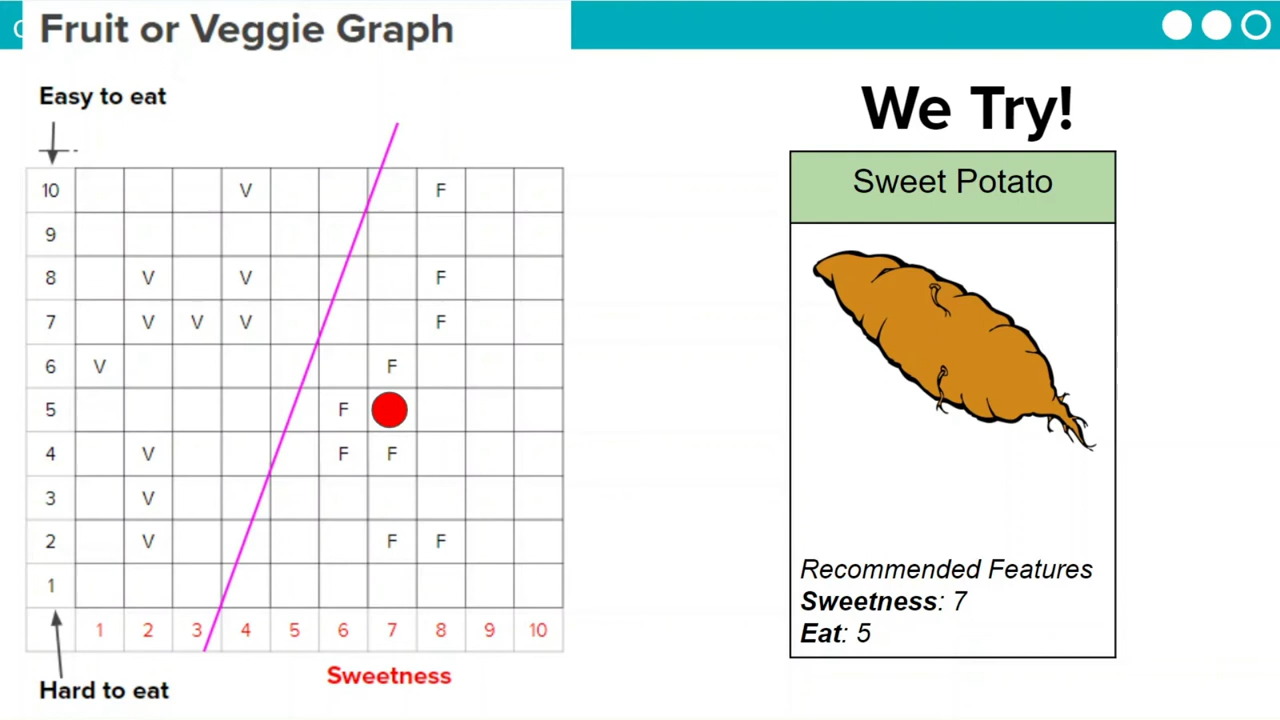 Fruit or Veggie Graph
Easy to eat
We Try!
Sweet Potato
10 V F
9
8 V V F
7 V V V F
6 V F
5 F
4 V F F
3 V
2 V F F
1
1 2 3 4 5 6 7 8 9 10
Sweetness
Hard to eat
Recommended Features
Sweetness: 7
Eat: 5